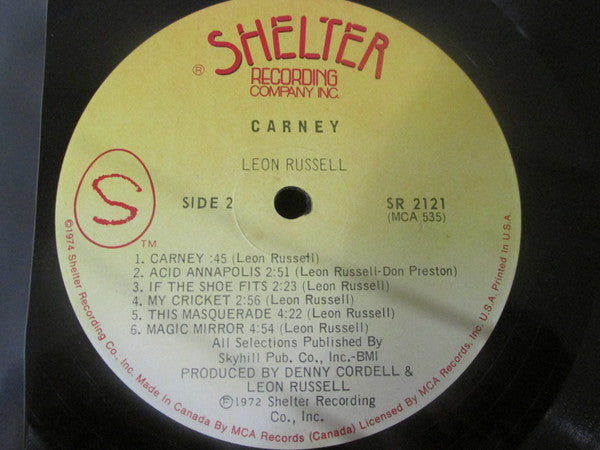 SHELTER
® RECORDING
COMPANY INC.
CARNEY
LEON RUSSELL
S
TM
SIDE 2
SR 2121
(MCA 535)
1. CARNEY :45 (Leon Russell)
2. ACID ANNAPOLIS 2:51 (Leon Russell-Don Preston)
3. IF THE SHOE FITS 2:23 (Leon Russell)
4. MY CRICKET 2:56 (Leon Russell)
5. THIS MASQUERADE 4:22 (Leon Russell)
6. MAGIC MIRROR 4:54 (Leon Russell)
All Selections Published by
Skyhill Pub. Co., Inc.-BMI
PRODUCED BY DENNY CORDELL &
LEON RUSSELL
Ⓟ1972 Shelter Recording
Co., Inc.
©1974 Shelter Recording Co., Inc. Made in Canada By MCA Records (Canada) Licensed By MCA Records, Inc. U.S.A. Printed in U.S.A.